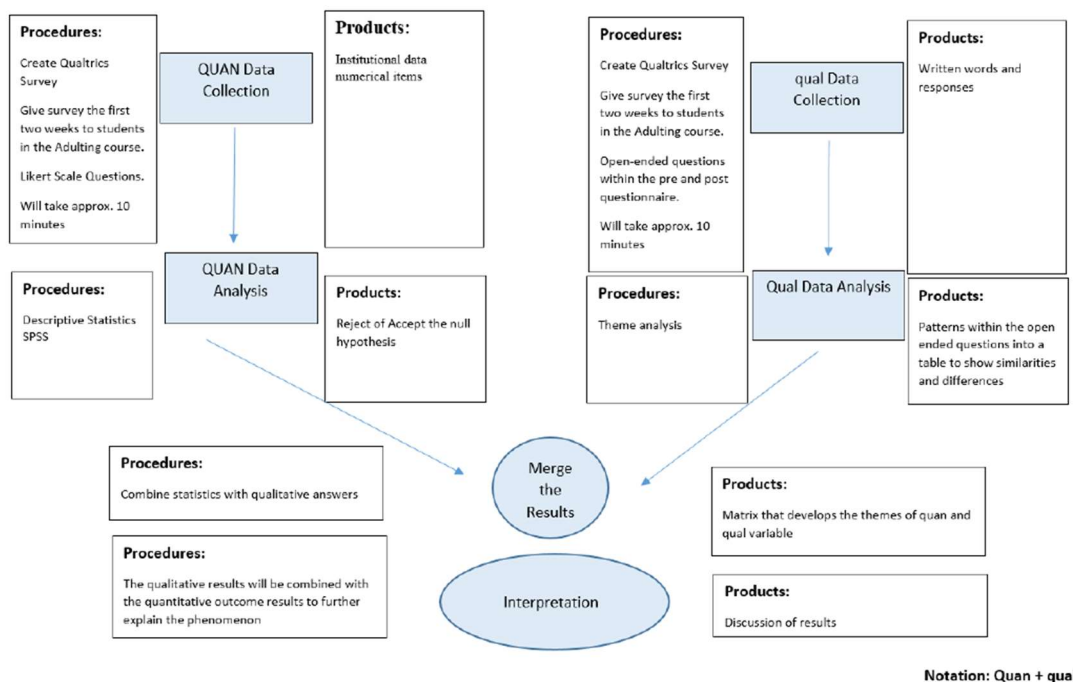 Procedures:
Create Qualtrics
Survey
Give survey the first
two weeks to students
in the Adulting course.
Likert Scale Questions.
Will take approx. 10
minutes
QUAN Data
Collection
Products:
Institutional data
numerical items
Procedures:
Create Qualtrics Survey
Give survey the first
two weeks to students
in the Adulting course.
Open-ended questions
within the pre and post
questionnaire.
Will take approx. 10
minutes
qual Data
Collection
Products:
Written words and
responses
Procedures:
Descriptive Statistics
SPSS
QUAN Data
Analysis
Products:
Reject of Accept the null
hypothesis
Procedures:
Theme analysis
Qual Data Analysis
Products:
Patterns within the open
ended questions into a
table to show similarities
and differences
Procedures:
Combine statistics with qualitative answers
Merge
the
Results
Products:
Matrix that develops the themes of quan and
qual variable
Procedures:
The qualitative results will be combined with
the quantitative outcome results to further
explain the phenomenon
Interpretation
Products:
Discussion of results
Notation: Quan + qual